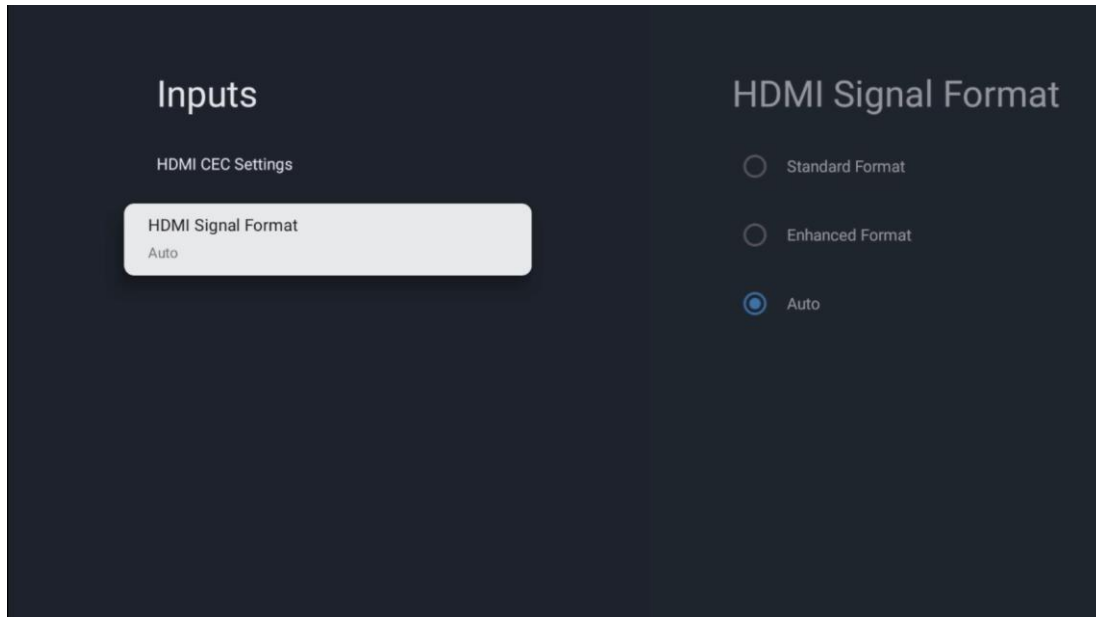 Inputs
HDMI CEC Settings
HDMI Signal Format
Auto
HDMI Signal Format
Standard Format
Enhanced Format
Auto